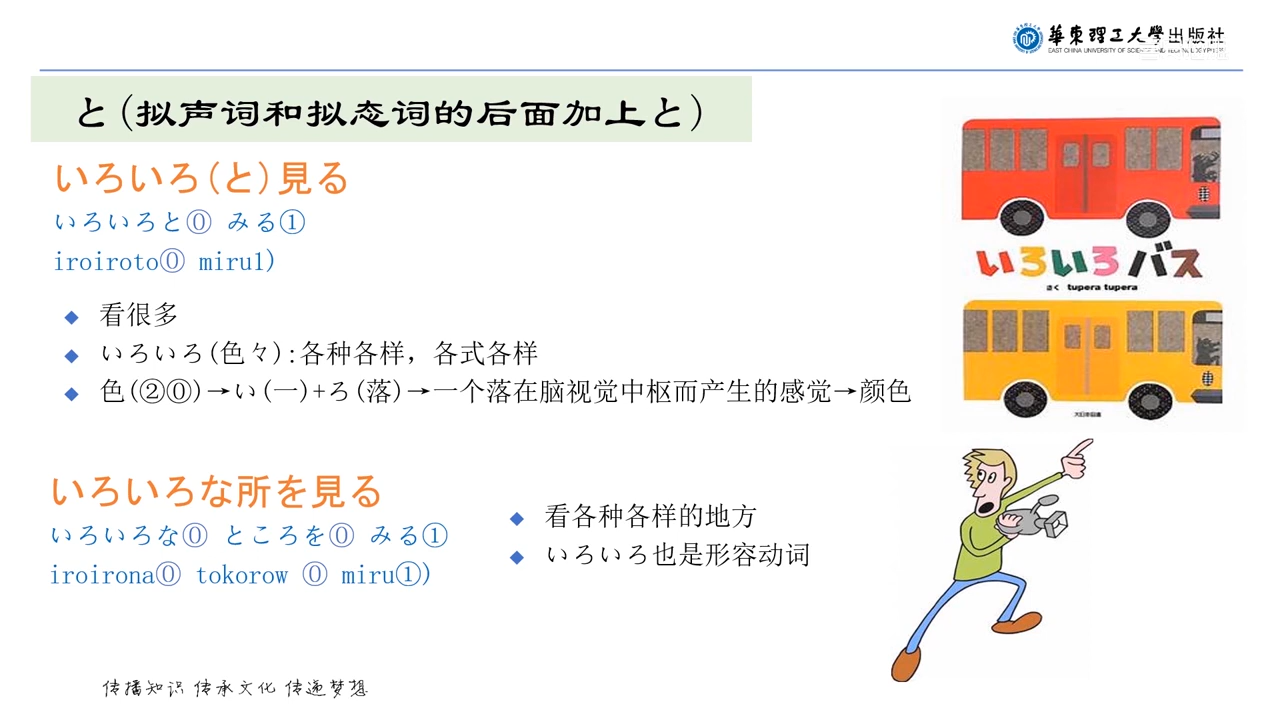 華東理工大學出版社
と(拟声词和拟态词的后面加上と)
いろいろ(と)見る
いろいろと⓪ みる①
iroiroto⓪ miru1)
看很多
いろいろ(色々):各种各样，各式各样
色(②⓪)→い(一)+ろ(落)→一个落在脑视觉中枢而产生的感觉→颜色
いろいろバス
さく tupera tupera
大日本図書
いろいろな所を見る
いろいろな⓪ ところを⓪ みる①
iroirona⓪ tokorow ⓪ miru①)
看各种各样的地方
いろいろ也是形容动词
传播知识 传承文化 传递梦想